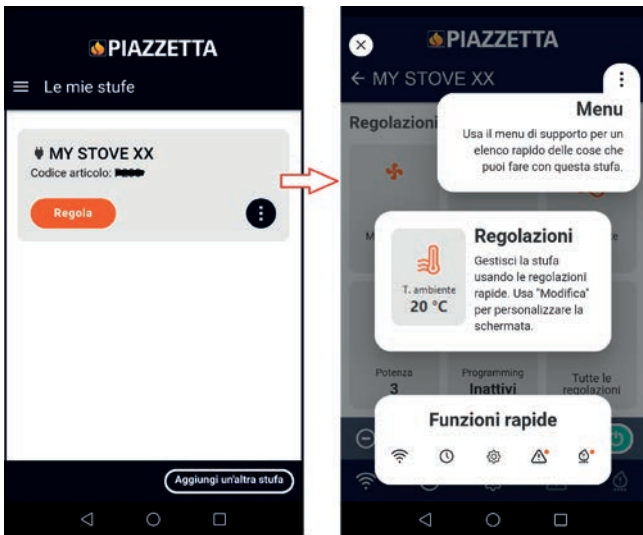 PIAZZETTA
Le mie stufe
MY STOVE XX
Codice articolo:
Regola
Aggiungi un'altra stufa
PIAZZETTA
MY STOVE XX
Regolazioni
Menu
Usa il menu di supporto per un
elenco rapido delle cose che
puoi fare con questa stufa.
Regolazioni
Gestisci la stufa
usando le regolazioni
rapide. Usa "Modifica"
per personalizzare la
schermata.
T. ambiente
20 °C
Potenza
3
Programming
Inattivi
Tutte le
regolazioni
Funzioni rapide